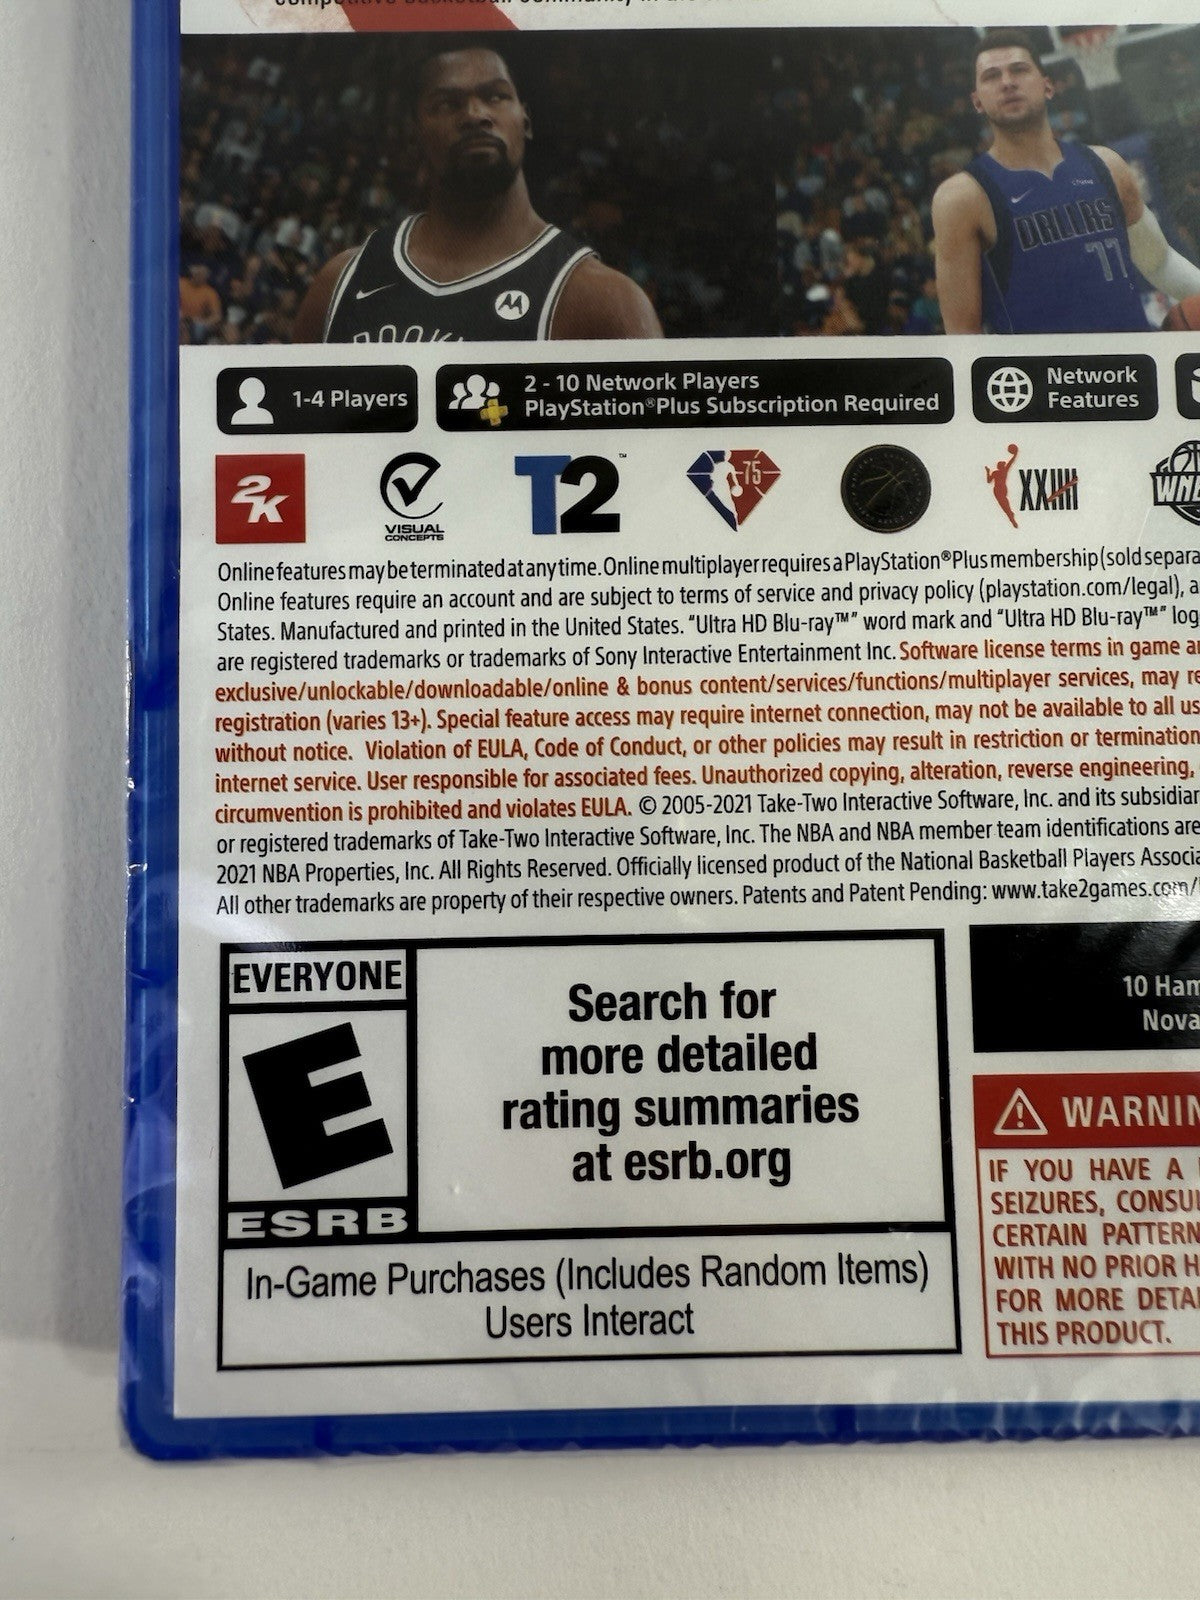 DALLAS
77
1-4 Players
2 - 10 Network Players
PlayStation®Plus Subscription Required
Network
Features
2K
VISUAL
CONCEPTS
T2™
75
XXIIIII
Online features may be terminated at any time. Online multiplayer requires a PlayStation®Plus membership (sold
Online features require an account and are subject to terms of service and privacy policy (playstation.com/legal),
States. Manufactured and printed in the United States. “Ultra HD Blu-ray™” word mark and “Ultra HD Blu-ray™”
are registered trademarks or trademarks of Sony Interactive Entertainment Inc. Software license terms in game
exclusive/unlockable/downloadable/online & bonus content/services/functions/multiplayer services, may
registration (varies 13+). Special feature access may require internet connection, may not be available to all
without notice. Violation of EULA, Code of Conduct, or other policies may result in restriction or termination
internet service. User responsible for associated fees. Unauthorized copying, alteration, reverse engineering,
circumvention is prohibited and violates EULA. © 2005-2021 Take-Two Interactive Software, Inc. and its
or registered trademarks of Take-Two Interactive Software, Inc. The NBA and NBA member team identifications are
2021 NBA Properties, Inc. All Rights Reserved. Officially licensed product of the National Basketball Players
All other trademarks are property of their respective owners. Patents and Patent Pending: www.take2games.com/
EVERYONE
E
ESRB
Search for
more detailed
rating summaries
at esrb.org
In-Game Purchases (Includes Random Items)
Users Interact
10
WARNIN
IF YOU HAVE A
SEIZURES,
CERTAIN
WITH NO PRIOR
FOR MORE
THIS PRODUCT.